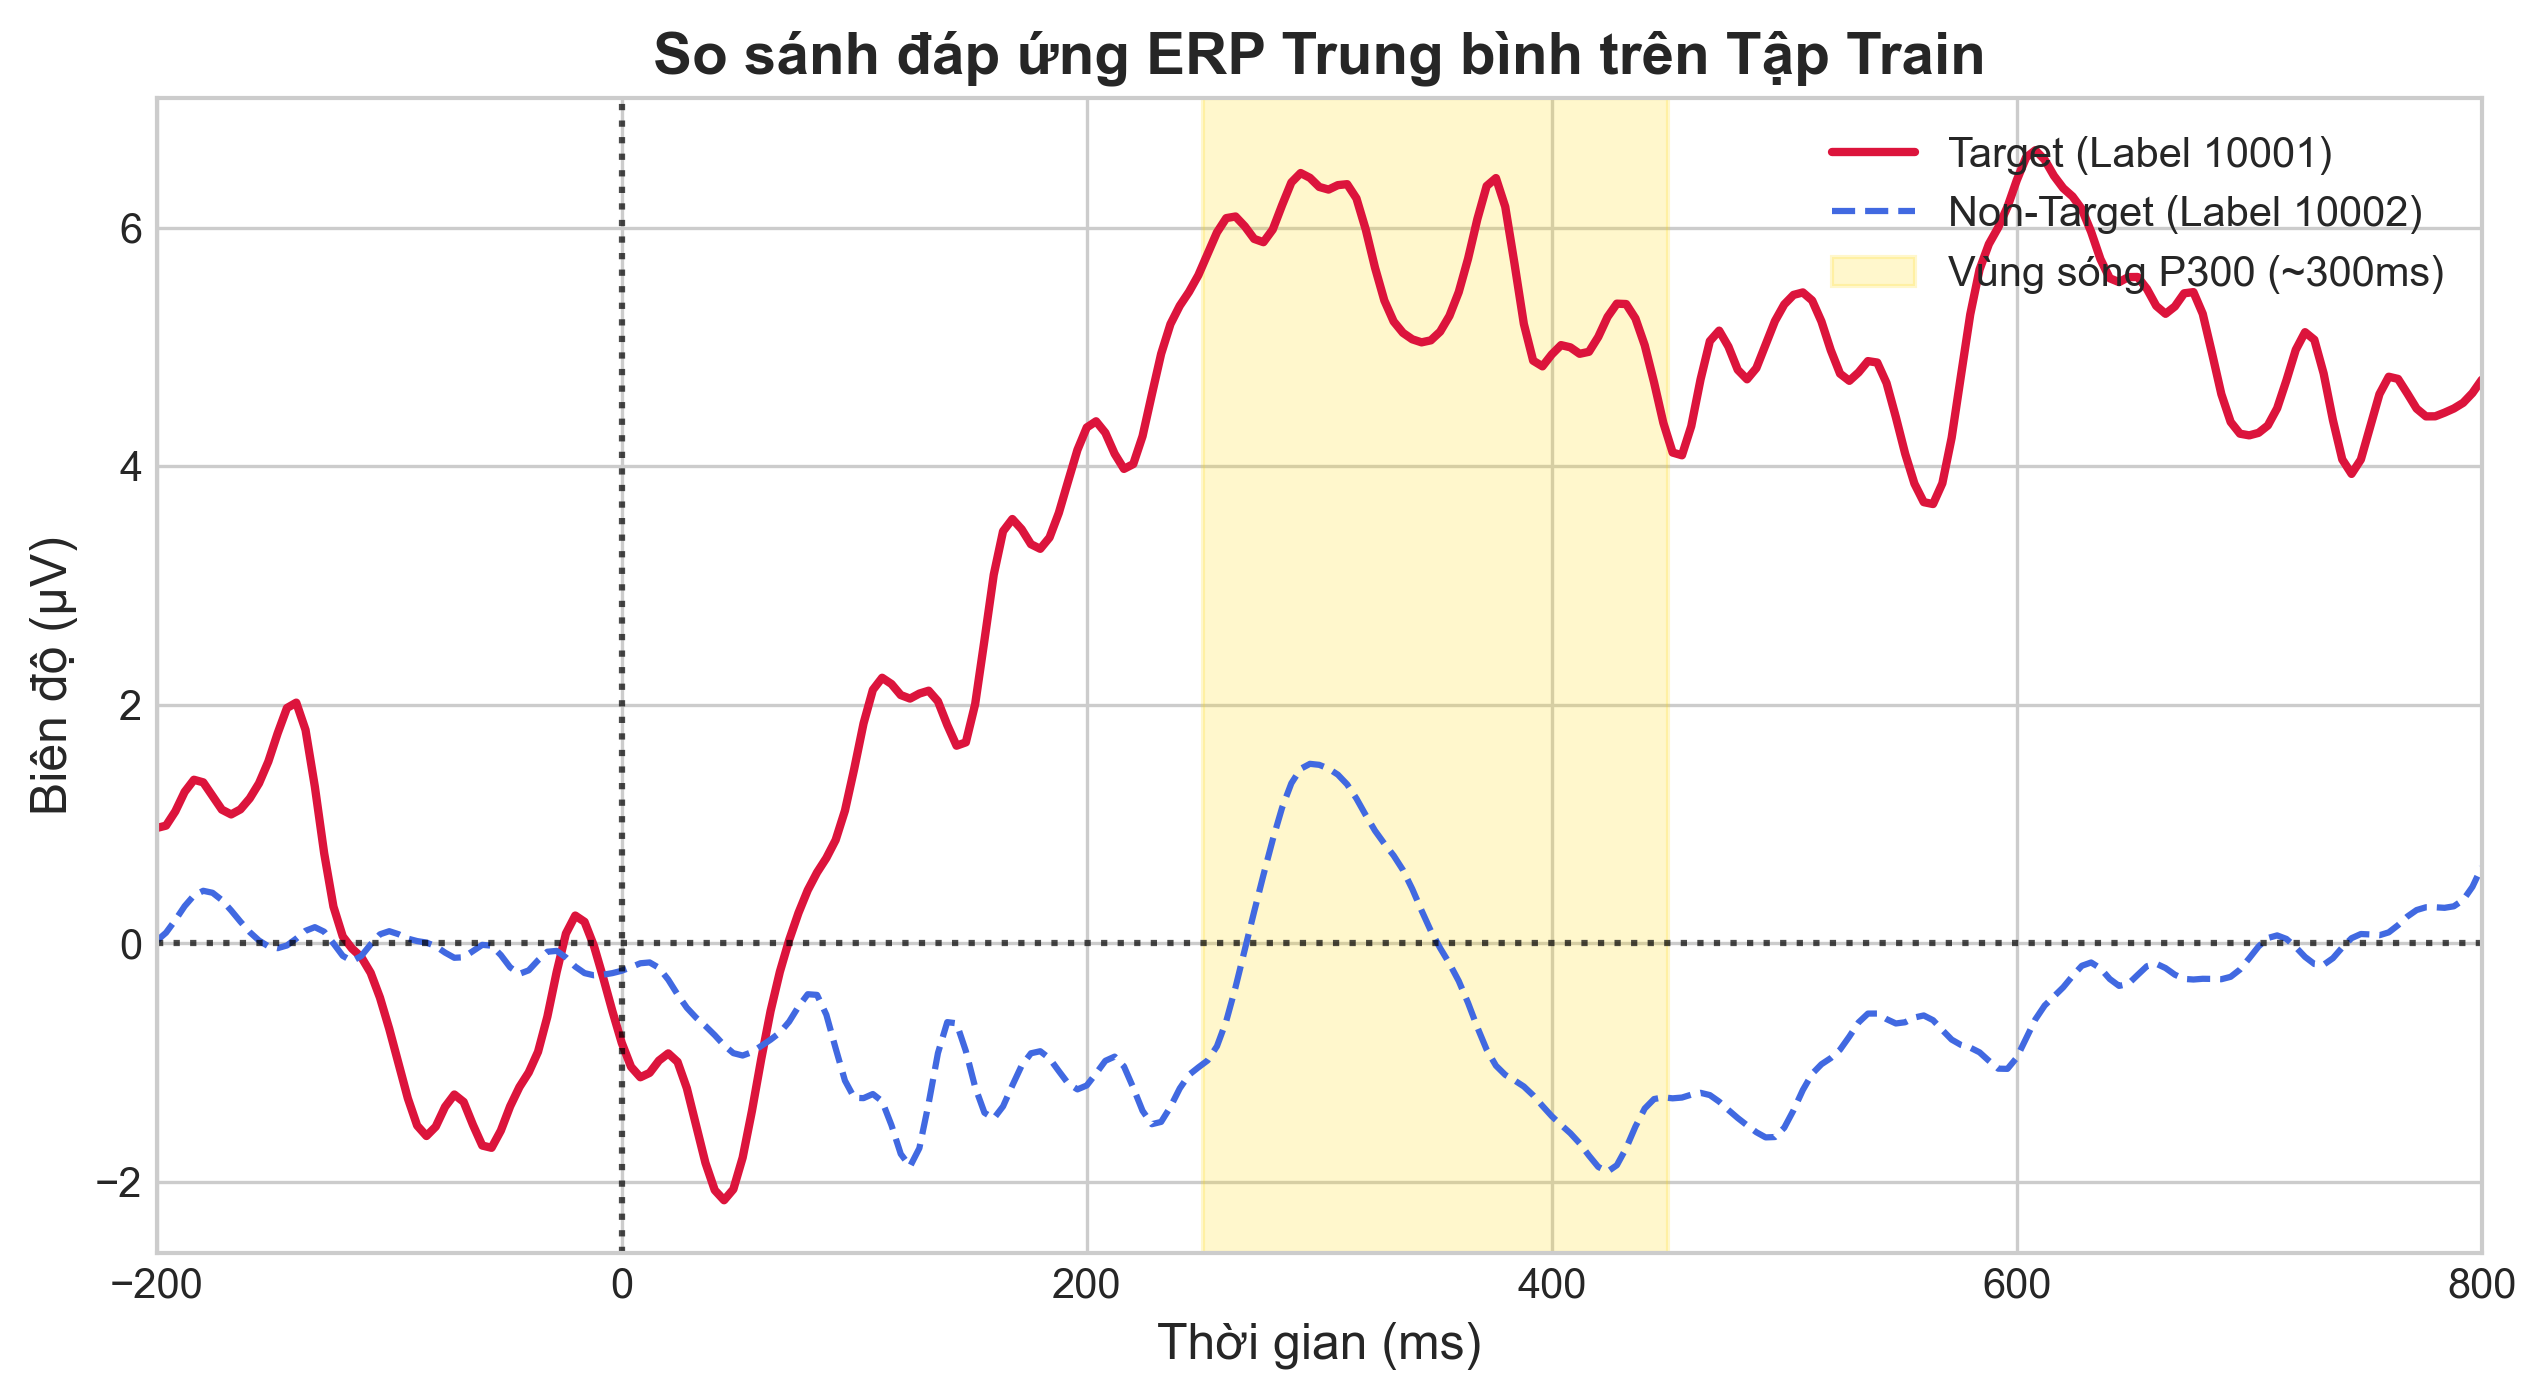 So sánh đáp ứng ERP Trung bình trên Tập Train
Target (Label 10001)
Non-Target (Label 10002)
Vùng sóng P300 (~300ms)
Biên độ (µV)
6
4
2
0
−2
−200
0
200
400
600
800
Thời gian (ms)